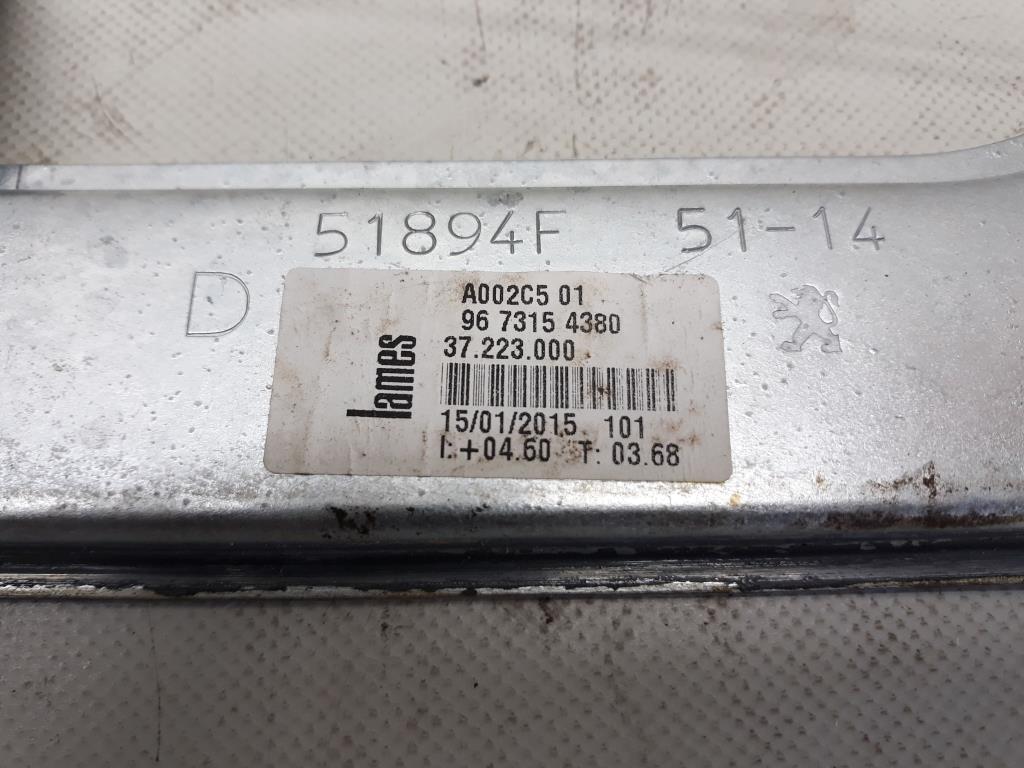 51894F 51-14
D
A002C5 01
96 7315 4380
37.223.000
lames
15/01/2015 101
I: +04.60 T: 03.68